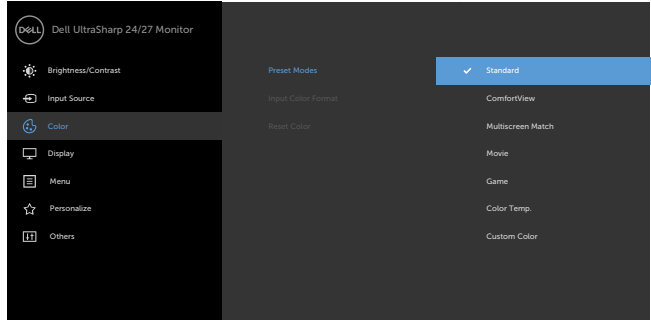 DELL Dell UltraSharp 24/27 Monitor
Brightness/Contrast
Input Source
Color
Display
Menu
Personalize
Others
Preset Modes
Input Color Format
Reset Color
Standard
ComfortView
Multiscreen Match
Movie
Game
Color Temp.
Custom Color